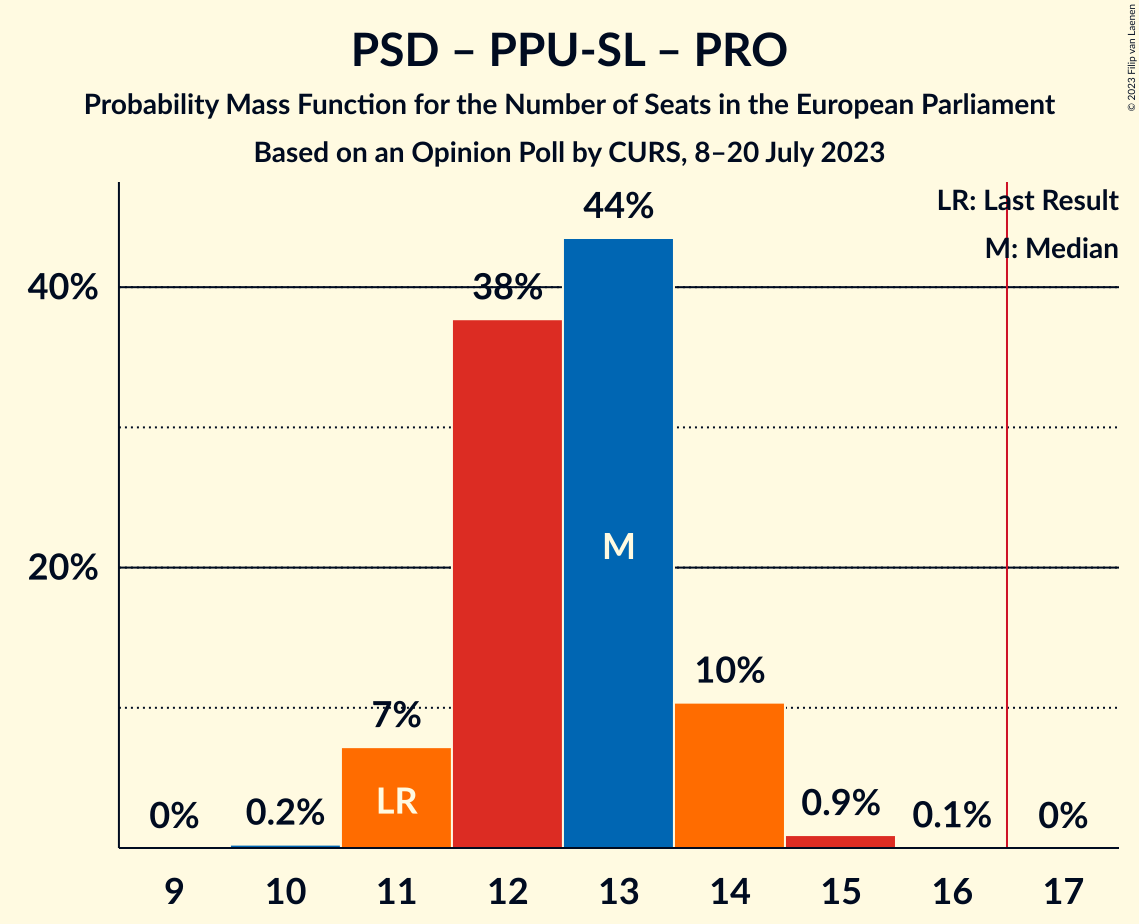 PSD – PPU-SL – PRO
Probability Mass Function for the Number of Seats in the European Parliament
Based on an Opinion Poll by CURS, 8–20 July 2023
© 2023 Filip van Laenen
LR: Last Result
M: Median
44%
38%
40%
M
20%
10%
7%
LR
0%
0.2%
0.9%
0.1%
0%
9 10 11 12 13 14 15 16 17